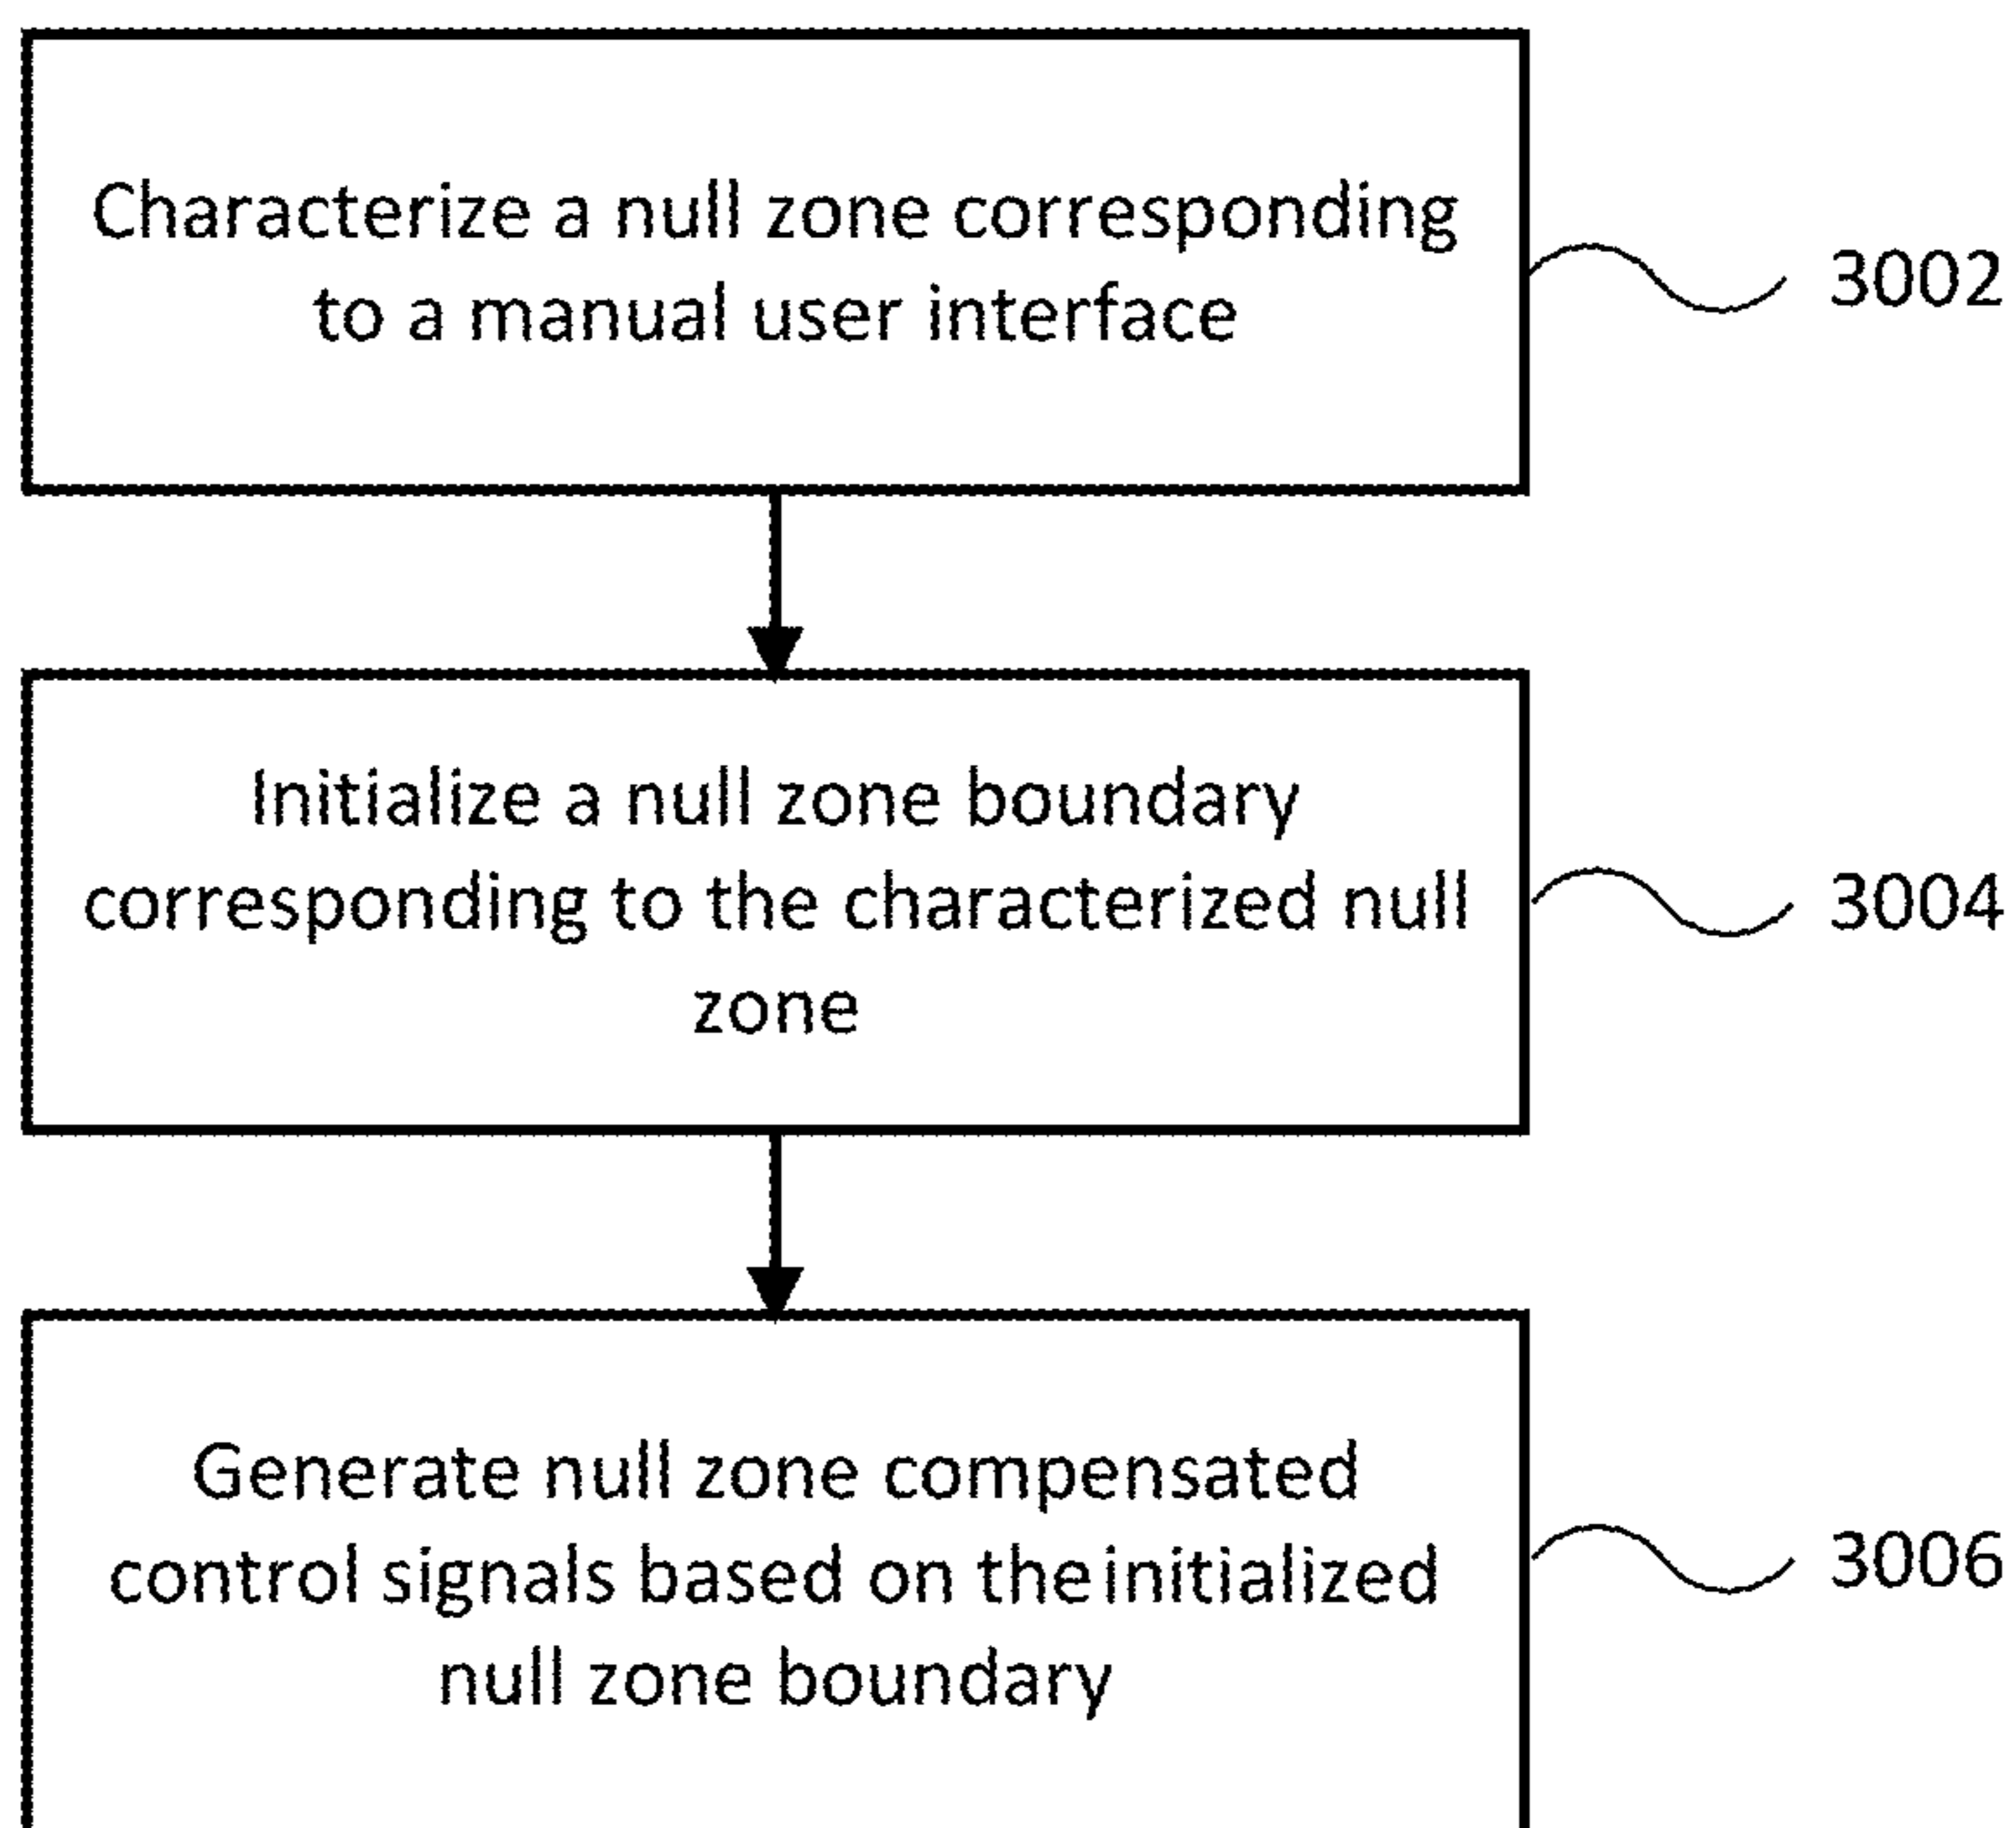 Characterize a null zone corresponding
to a manual user interface
3002
Initialize a null zone boundary
corresponding to the characterized null
zone
3004
Generate null zone compensated
control signals based on the initialized
null zone boundary
3006